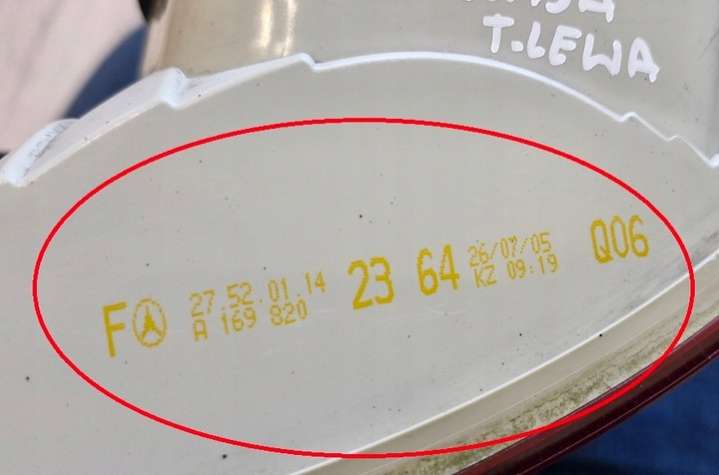 T.LEWA
F 27.52.01.14 23 64 26/07/05 Q06
A 169 820 KZ 09:19